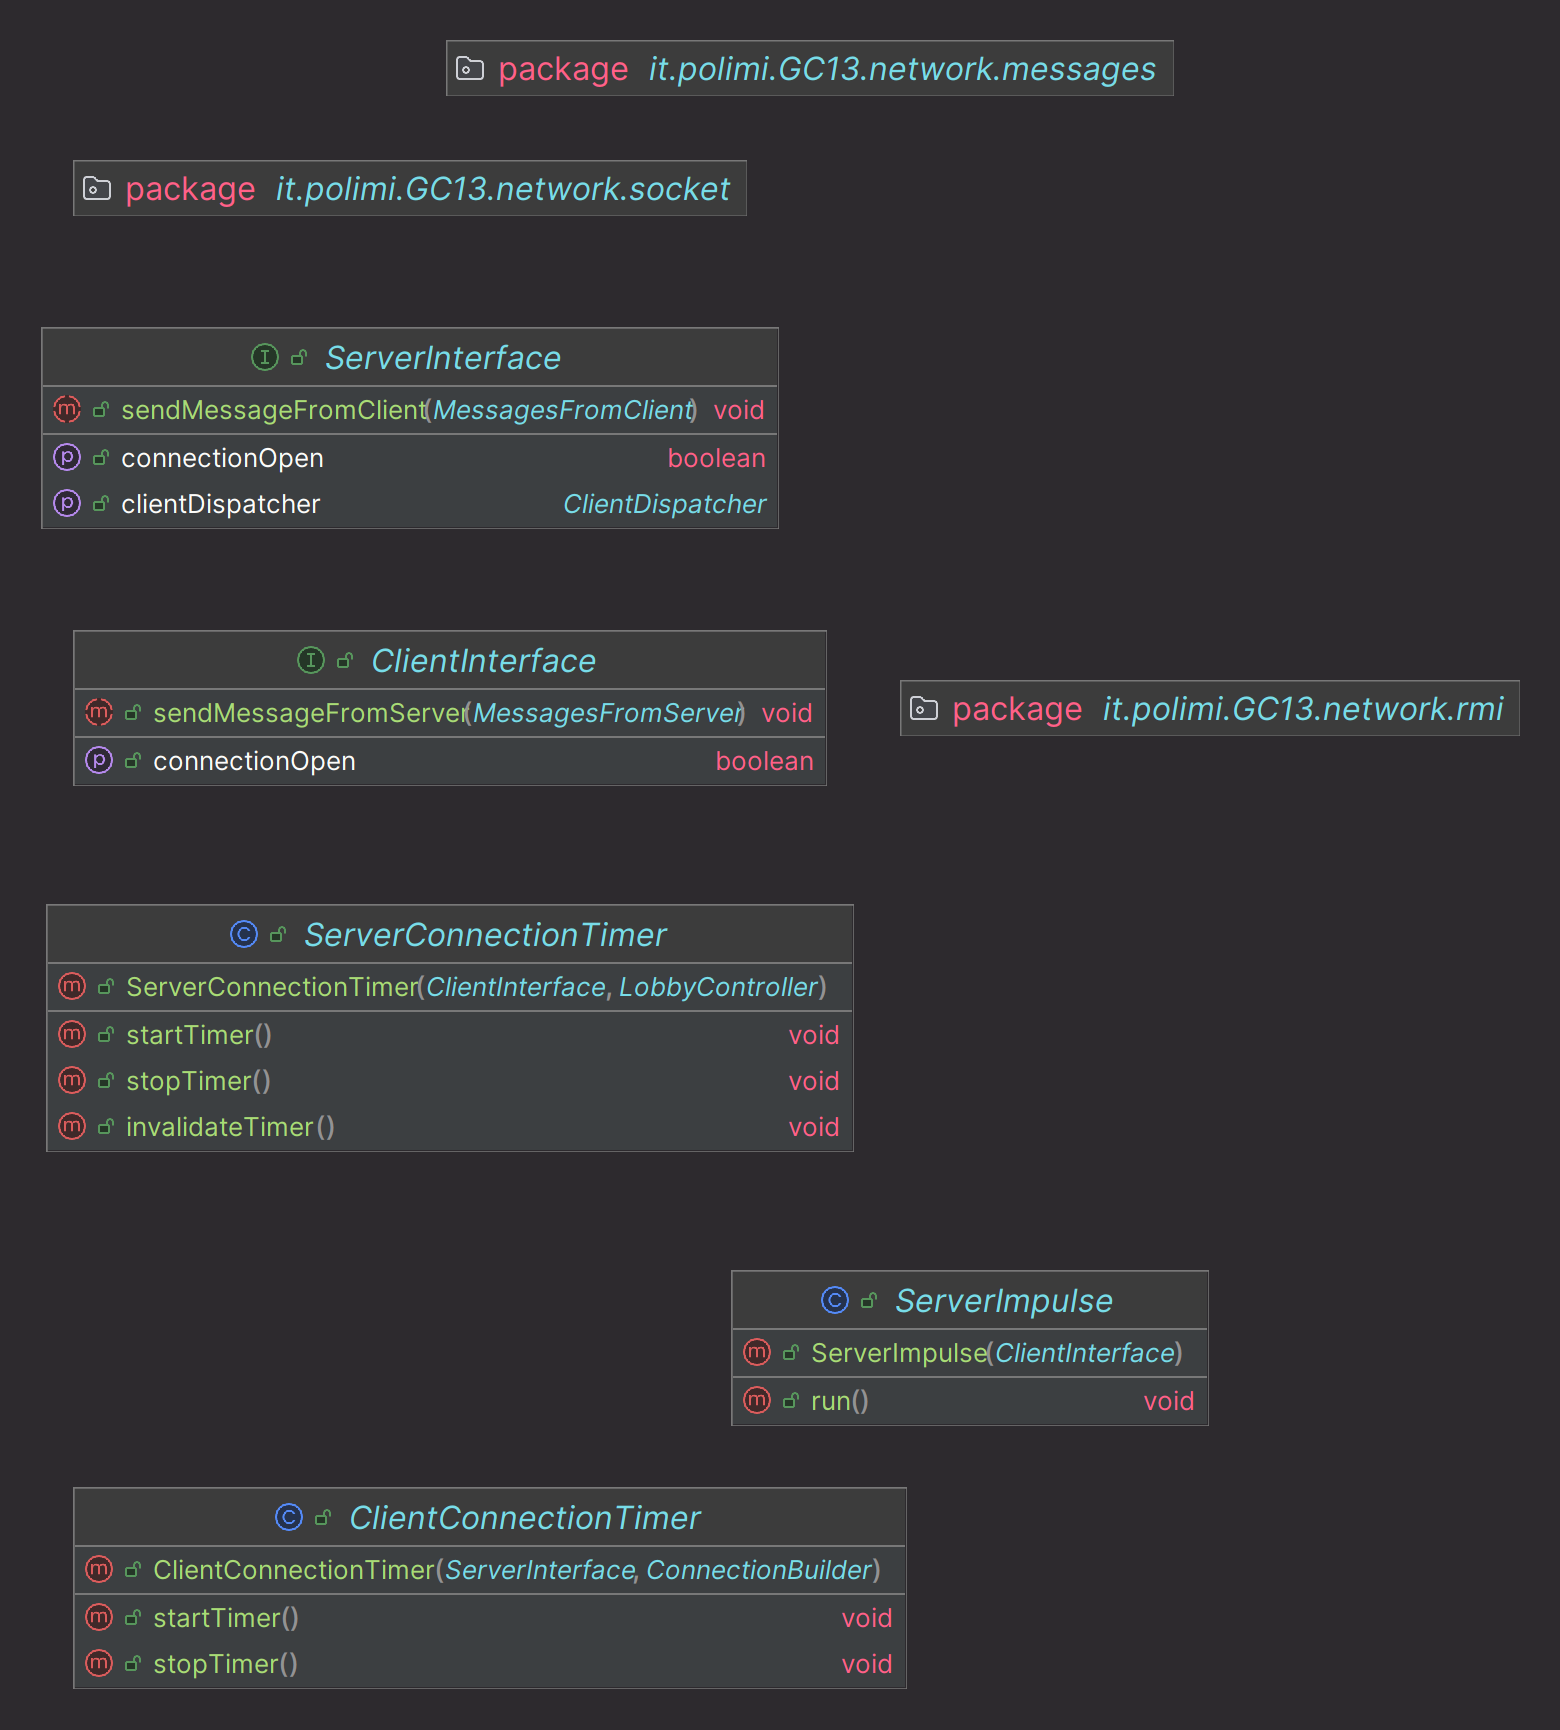 package it.polimi.GC13.network.messages
package it.polimi.GC13.network.socket
ServerInterface
sendMessageFromClient(MessagesFromClient) void
connectionOpen boolean
clientDispatcher ClientDispatcher
ClientInterface
sendMessageFromServer(MessagesFromServer) void
connectionOpen boolean
package it.polimi.GC13.network.rmi
ServerConnectionTimer
ServerConnectionTimer(ClientInterface, LobbyController)
startTimer() void
stopTimer() void
invalidateTimer() void
ServerImpulse
ServerImpulse(ClientInterface)
run() void
ClientConnectionTimer
ClientConnectionTimer(ServerInterface, ConnectionBuilder)
startTimer() void
stopTimer() void